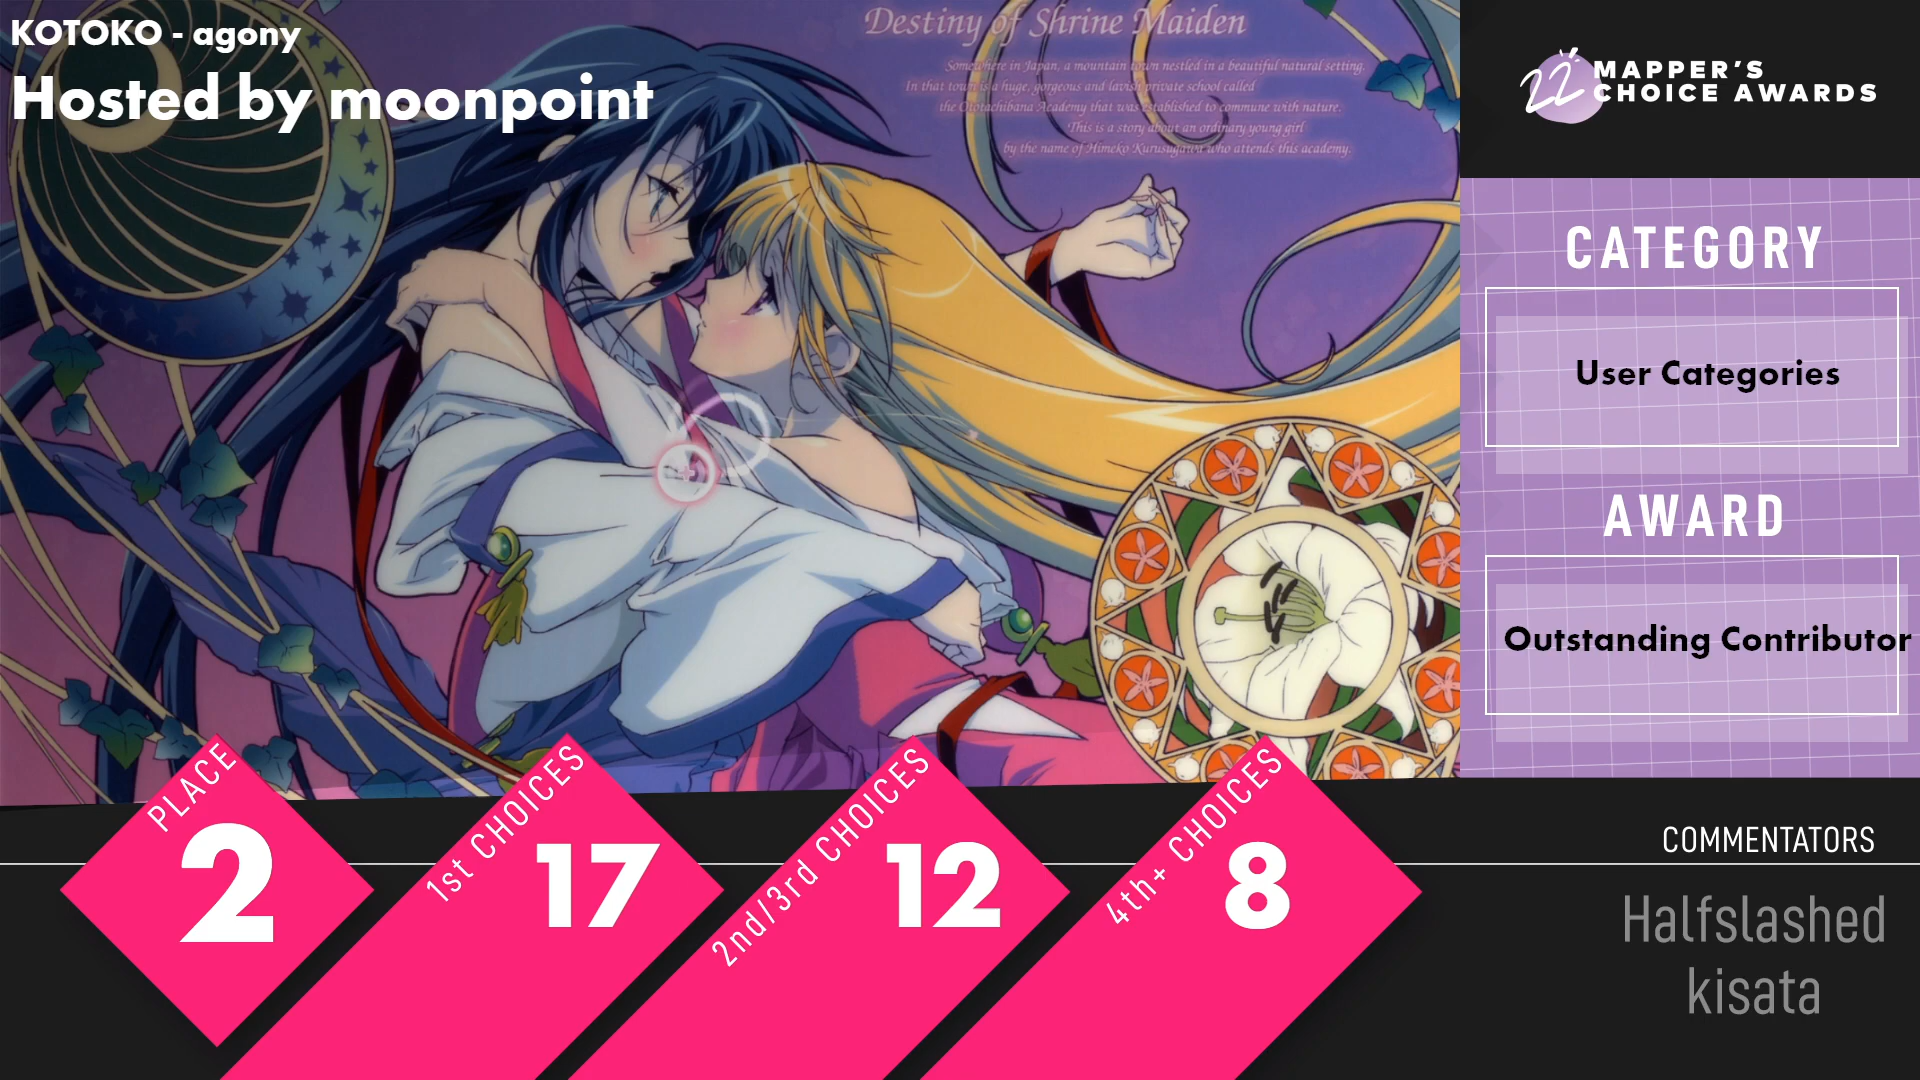 KOTOKO - agony
Hosted by moonpoint
Destiny of Shrine Maiden
Somewhere in Japan, a mountain town nestled in a beautiful natural setting.
In that town is a huge, gorgeous and lavish private school called
the Ototachibana Academy that was established to commune with nature.
This is a story about an ordinary young girl
by the name of Himeko Kurusugawa who attends this academy.
22
MAPPER'S
CHOICE AWARDS
CATEGORY
User Categories
AWARD
Outstanding Contributor
PLACE
2
1st CHOICES
17
2nd/3rd CHOICES
12
4th+ CHOICES
8
COMMENTATORS
Halfslashed
kisata